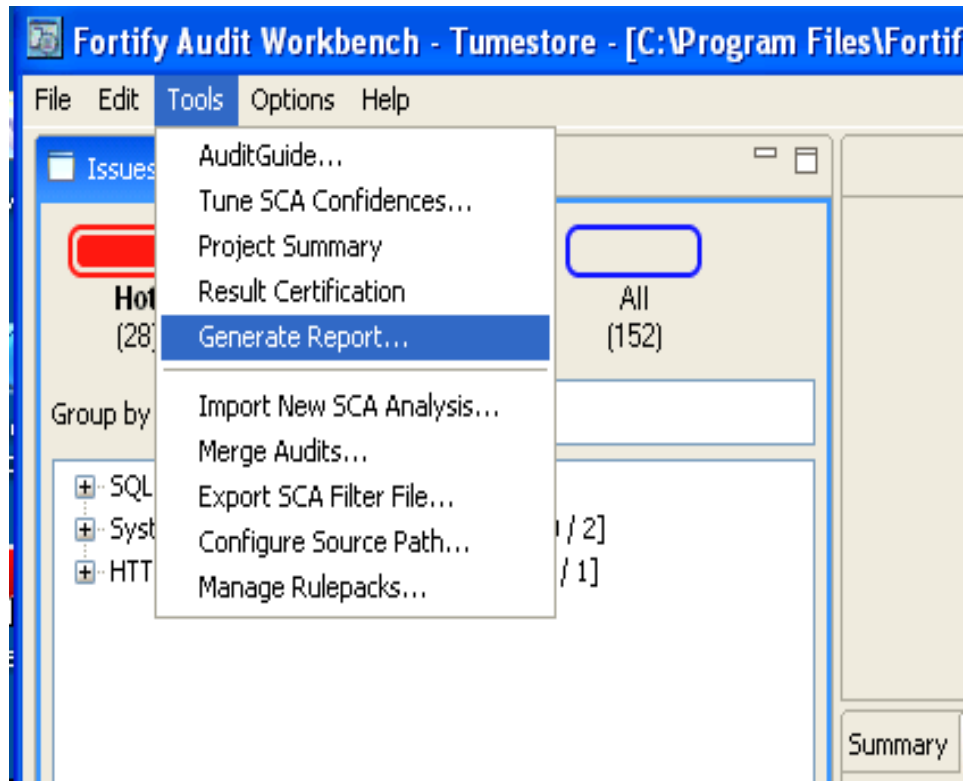 Fortify Audit Workbench - Tumestore - [C:\Program Files\Fortif
File Edit Tools Options Help
Issues
AuditGuide...
Tune SCA Confidences...
Project Summary
Result Certification
Generate Report...
Import New SCA Analysis...
Merge Audits...
Export SCA Filter File...
Configure Source Path...
Manage Rulepacks...
Hot
(28)
All
(152)
Group by
SQL
Syst / 2]
HTT / 1]
Summary